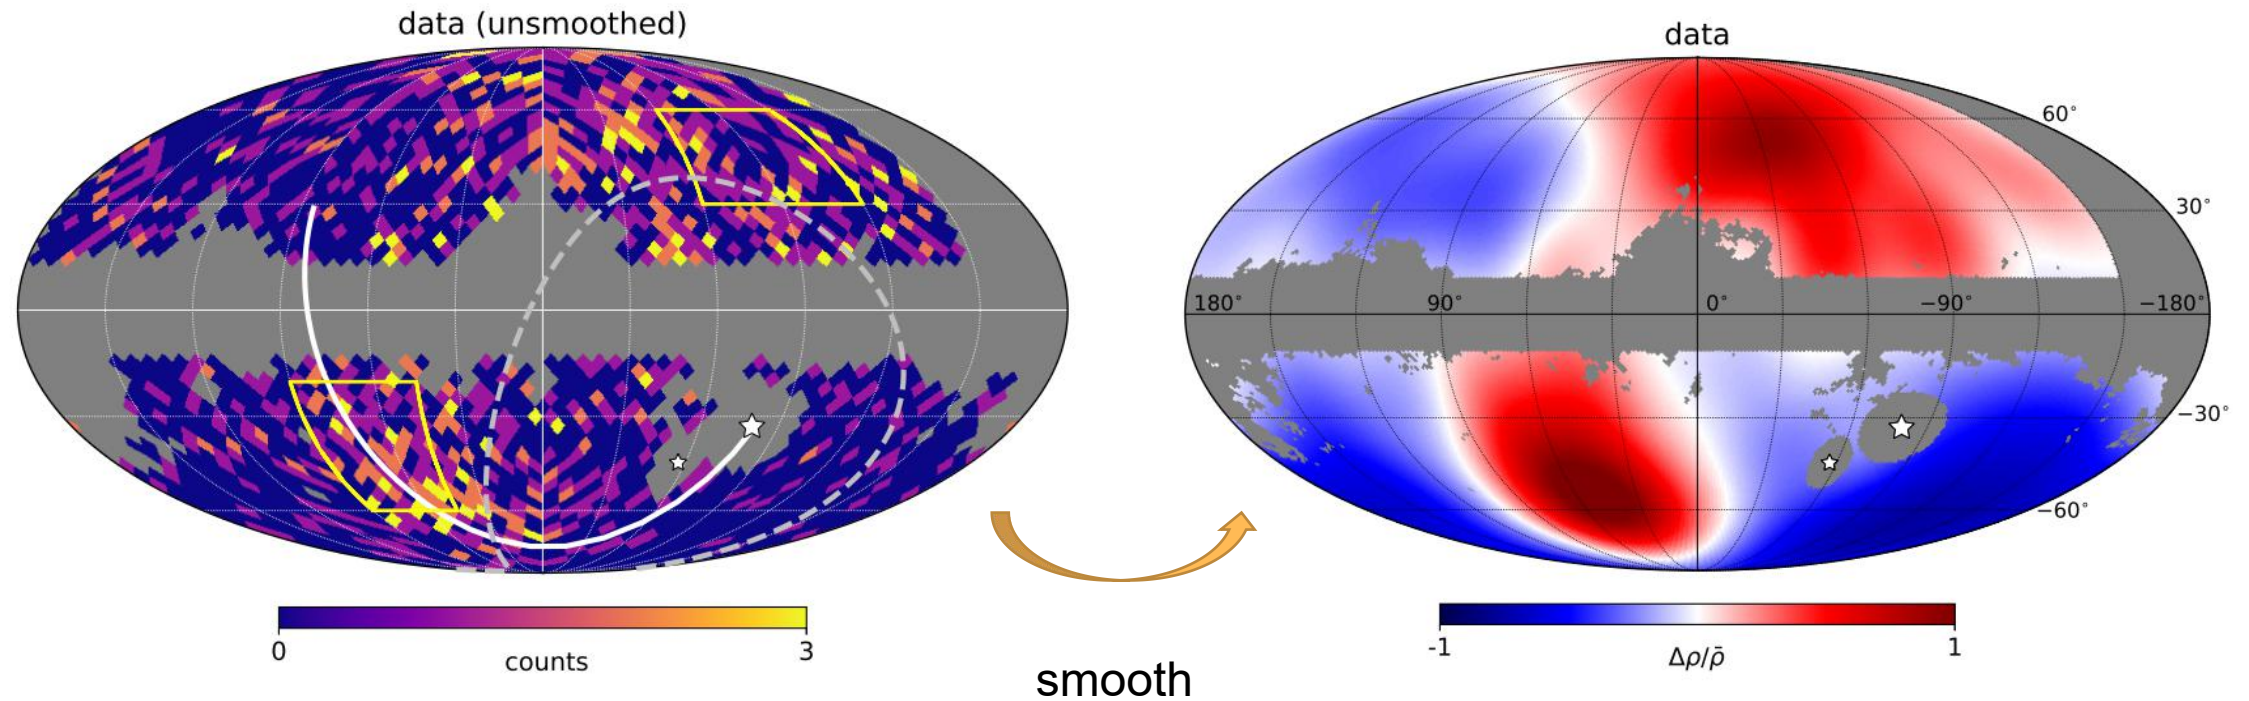 data (unsmoothed)
data
60°
30°
180°
90°
0°
−90°
−180°
−30°
−60°
0
3
counts
-1
1
Δρ/ρ̄
smooth